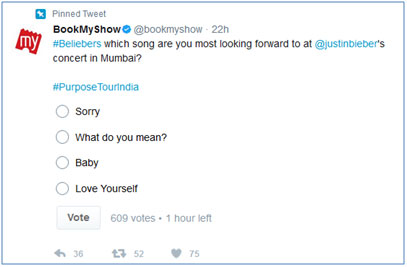 Pinned Tweet
my
BookMyShow @bookmyshow · 22h
#Beliebers which song are you most looking forward to at @justinbieber's
concert in Mumbai?
#PurposeTourIndia
Sorry
What do you mean?
Baby
Love Yourself
Vote 609 votes • 1 hour left
36 52 75